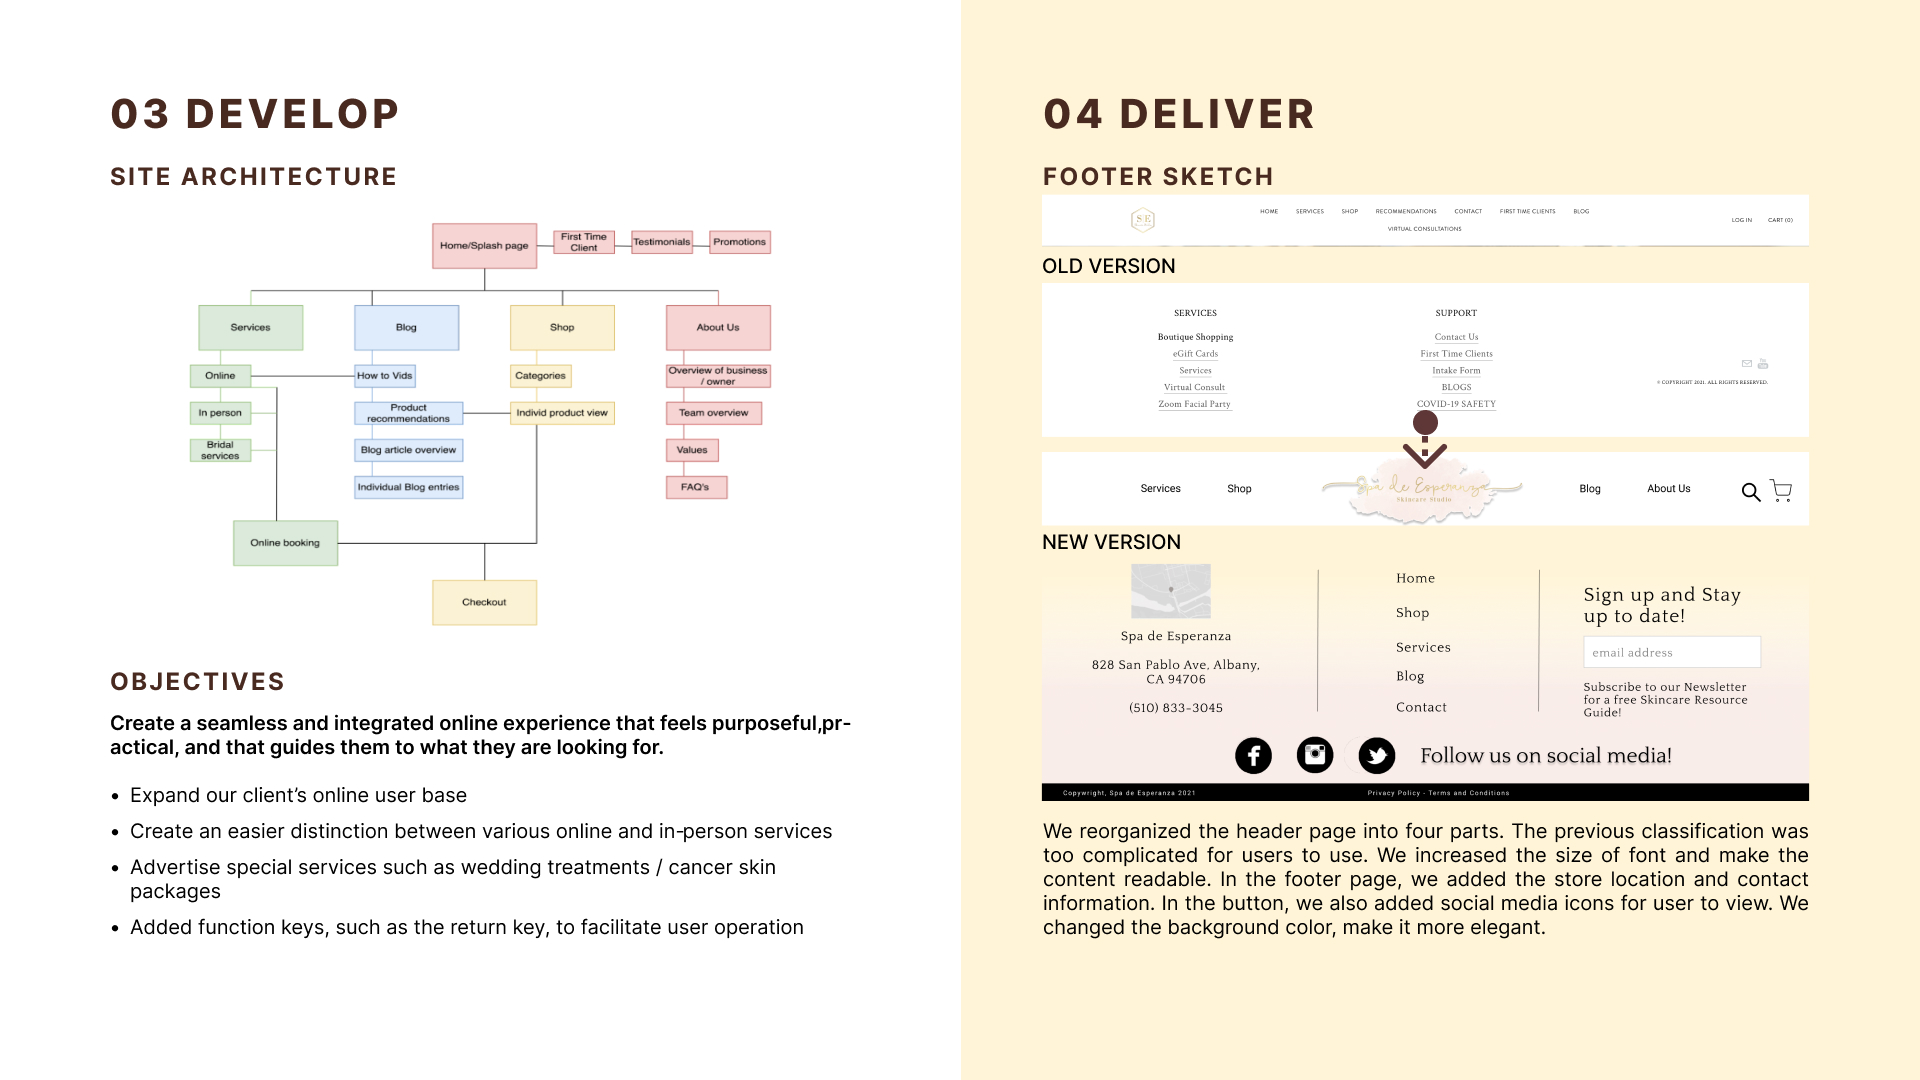 03 DEVELOP
SITE ARCHITECTURE
Home/Splash page
First Time
Client
Testimonials
Promotions
Services
Blog
Shop
About Us
Online
How to Vids
Categories
Overview of business
/ owner
In person
Product
recommendations
Individ product view
Team overview
Bridal
services
Blog article overview
Values
Individual Blog entries
FAQ's
Online booking
Checkout
OBJECTIVES
Create a seamless and integrated online experience that feels purposeful,pr-
actical, and that guides them to what they are looking for.
• Expand our client’s online user base
• Create an easier distinction between various online and in-person services
• Advertise special services such as wedding treatments / cancer skin
packages
• Added function keys, such as the return key, to facilitate user operation
04 DELIVER
FOOTER SKETCH
S E
HOME SERVICES SHOP RECOMMENDATIONS CONTACT FIRST TIME CLIENTS BLOG
VIRTUAL CONSULTATIONS
LOG IN CART (0)
OLD VERSION
SERVICES
Boutique Shopping
eGift Cards
Services
Virtual Consult
Zoom Facial Party
SUPPORT
Contact Us
First Time Clients
Intake Form
BLOGS
COVID-19 SAFETY
You
© COPYRIGHT 2021. ALL RIGHTS RESERVED.
Services Shop
Spa de Esperanza
Skincare Studio
Blog About Us
NEW VERSION
Spa de Esperanza
828 San Pablo Ave, Albany,
CA 94706
(510) 833-3045
Home
Shop
Services
Blog
Contact
Sign up and Stay
up to date!
email address
Subscribe to our Newsletter
for a free Skincare Resource
Guide!
Follow us on social media!
Copywright, Spa de Esperanza 2021
Privacy Policy - Terms and Conditions
We reorganized the header page into four parts. The previous classification was
too complicated for users to use. We increased the size of font and make the
content readable. In the footer page, we added the store location and contact
information. In the button, we also added social media icons for user to view. We
changed the background color, make it more elegant.